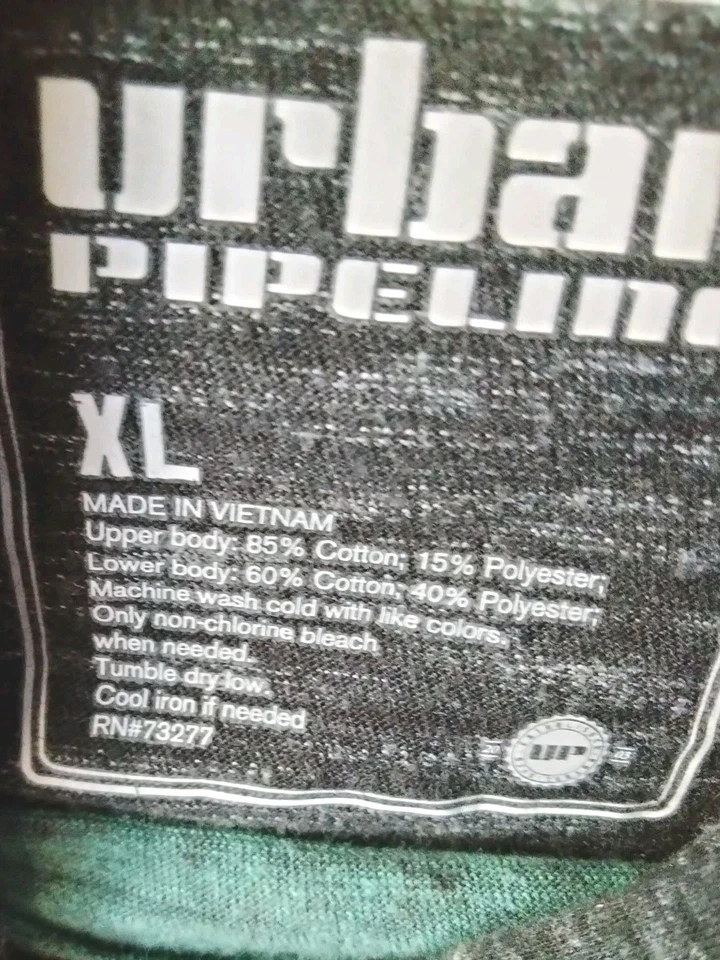 urban
PIPELINE
XL
MADE IN VIETNAM
Upper body: 85% Cotton; 15% Polyester;
Lower body: 60% Cotton; 40% Polyester;
Machine wash cold with like colors.
Only non-chlorine bleach
when needed.
Tumble dry low.
Cool iron if needed
RN#73277
UP